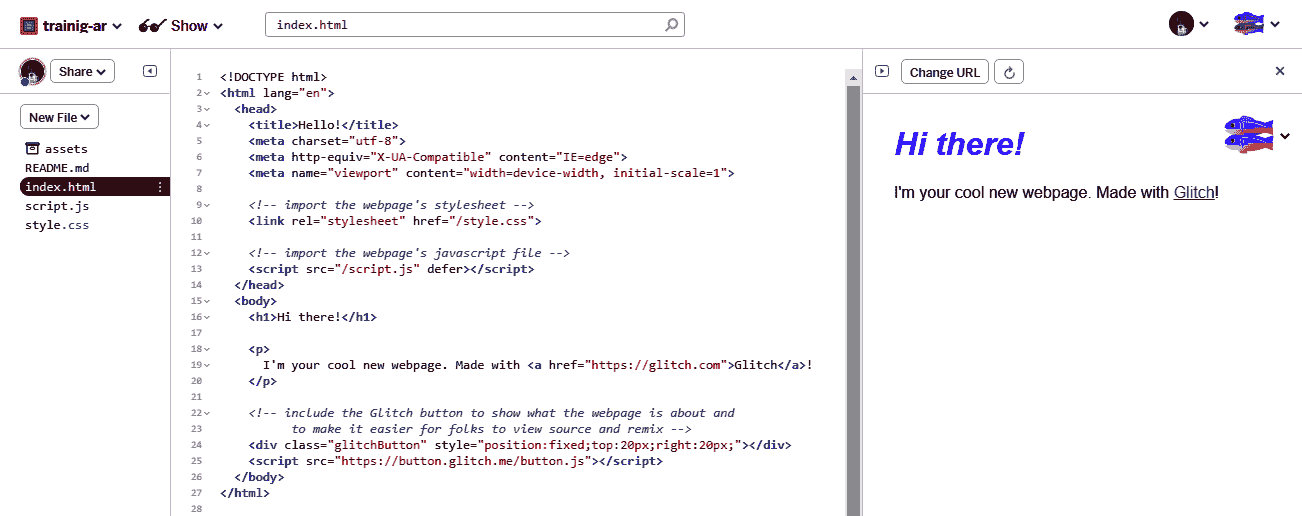 trainig-ar Show index.html
Share
New File
assets
README.md
index.html
script.js
style.css
1 <!DOCTYPE html>
2 <html lang="en">
3 <head>
4 <title>Hello!</title>
5 <meta charset="utf-8">
6 <meta http-equiv="X-UA-Compatible" content="IE=edge">
7 <meta name="viewport" content="width=device-width, initial-scale=1">
8
9 <!-- import the webpage's stylesheet -->
10 <link rel="stylesheet" href="/style.css">
11
12 <!-- import the webpage's javascript file -->
13 <script src="/script.js" defer></script>
14 </head>
15 <body>
16 <h1>Hi there!</h1>
17
18 <p>
19 I'm your cool new webpage. Made with <a href="https://glitch.com">Glitch</a>!
20 </p>
21
22 <!-- include the Glitch button to show what the webpage is about and
23 to make it easier for folks to view source and remix -->
24 <div class="glitchButton" style="position:fixed;top:20px;right:20px;"></div>
25 <script src="https://button.glitch.me/button.js"></script>
26 </body>
27 </html>
28
Change URL
Hi there!
I'm your cool new webpage. Made with Glitch!